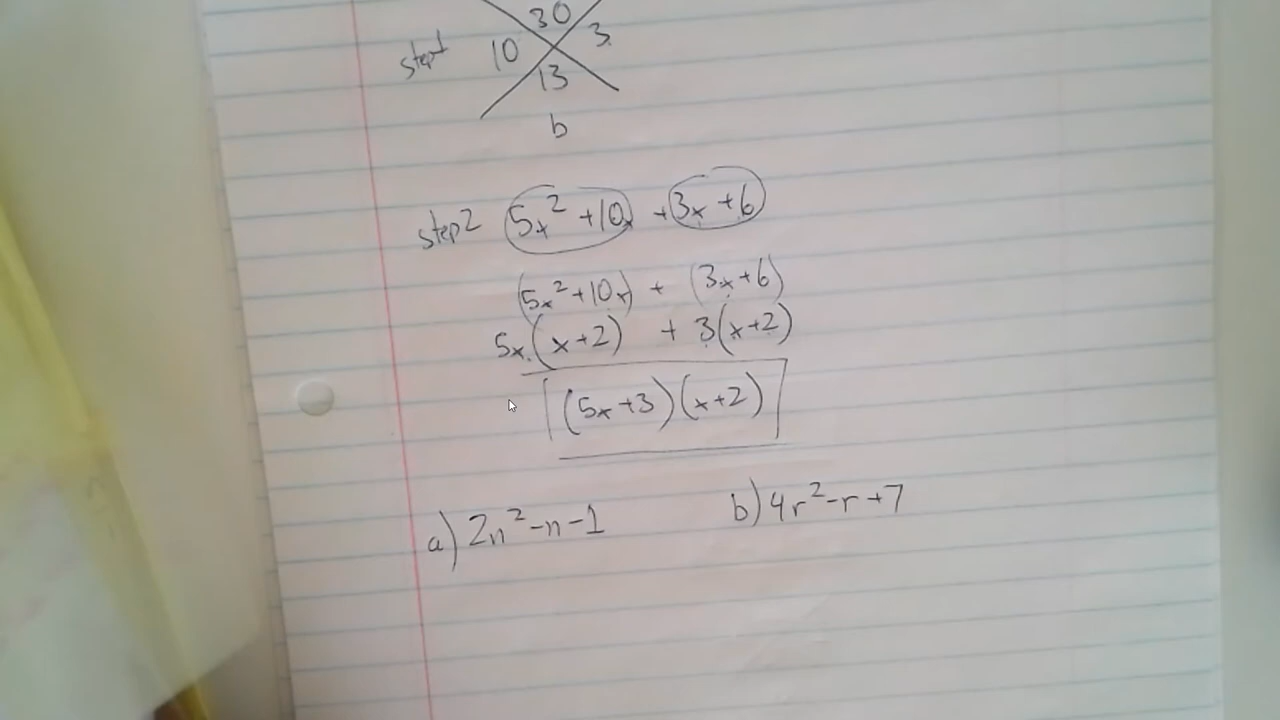 30
step1 10 3
13
b
step2 5x² +10x +3x +6
(5x²+10x) + (3x+6)
5x(x+2) + 3(x+2)
(5x+3)(x+2)
a) 2n²-n-1 b) 4r²-r+7